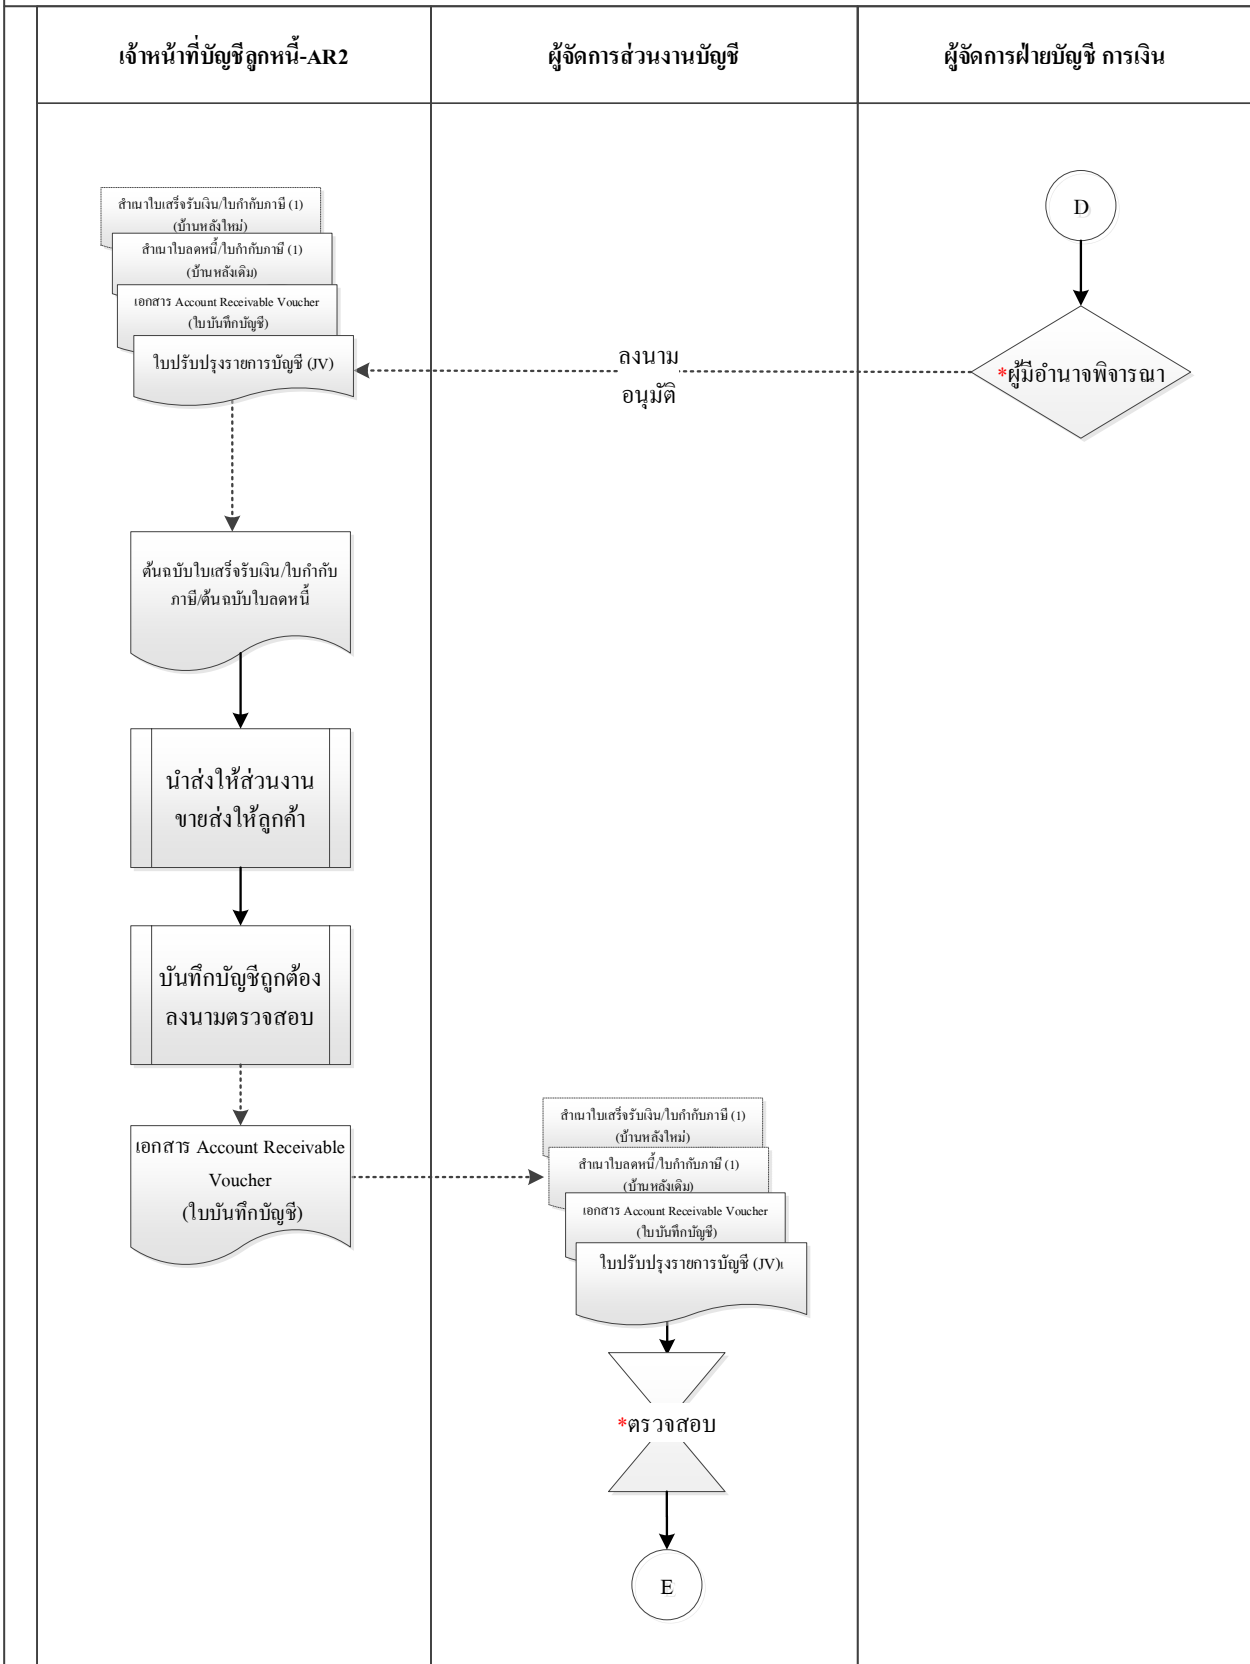 เจ้าหน้าที่บัญชีลูกหนี้-AR2
ผู้จัดการส่วนงานบัญชี
ผู้จัดการฝ่ายบัญชี การเงิน
สำเนาใบเสร็จรับเงิน/ใบกำกับภาษี (1)
(บ้านหลังใหม่)
สำเนาใบลดหนี้/ใบกำกับภาษี (1)
(บ้านหลังเดิม)
เอกสาร Account Receivable Voucher
(ใบบันทึกบัญชี)
ใบปรับปรุงรายการบัญชี (JV)
ลงนาม
อนุมัติ
D
*ผู้มีอำนาจพิจารณา
ต้นฉบับใบเสร็จรับเงิน/ใบกำกับ
ภาษี/ต้นฉบับใบลดหนี้
นำส่งให้ส่วนงาน
ขายส่งให้ลูกค้า
บันทึกบัญชีถูกต้อง
ลงนามตรวจสอบ
เอกสาร Account Receivable
Voucher
(ใบบันทึกบัญชี)
สำเนาใบเสร็จรับเงิน/ใบกำกับภาษี (1)
(บ้านหลังใหม่)
สำเนาใบลดหนี้/ใบกำกับภาษี (1)
(บ้านหลังเดิม)
เอกสาร Account Receivable Voucher
(ใบบันทึกบัญชี)
ใบปรับปรุงรายการบัญชี (JV)เ
*ตรวจสอบ
E